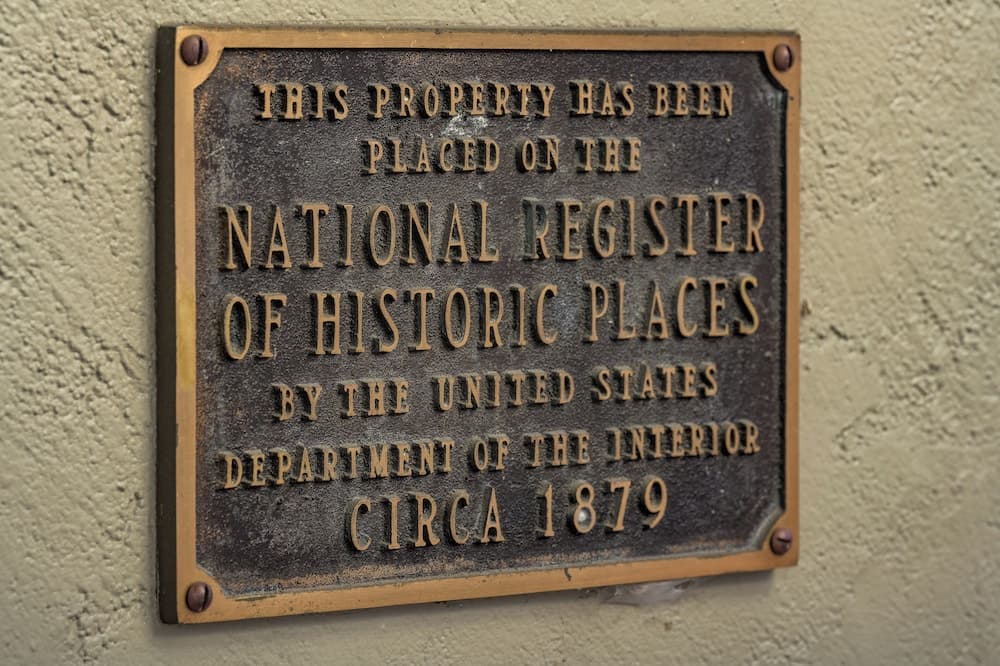 THIS PROPERTY HAS BEEN
PLACED ON THE
NATIONAL REGISTER
OF HISTORIC PLACES
BY THE UNITED STATES
DEPARTMENT OF THE INTERIOR
CIRCA 1879